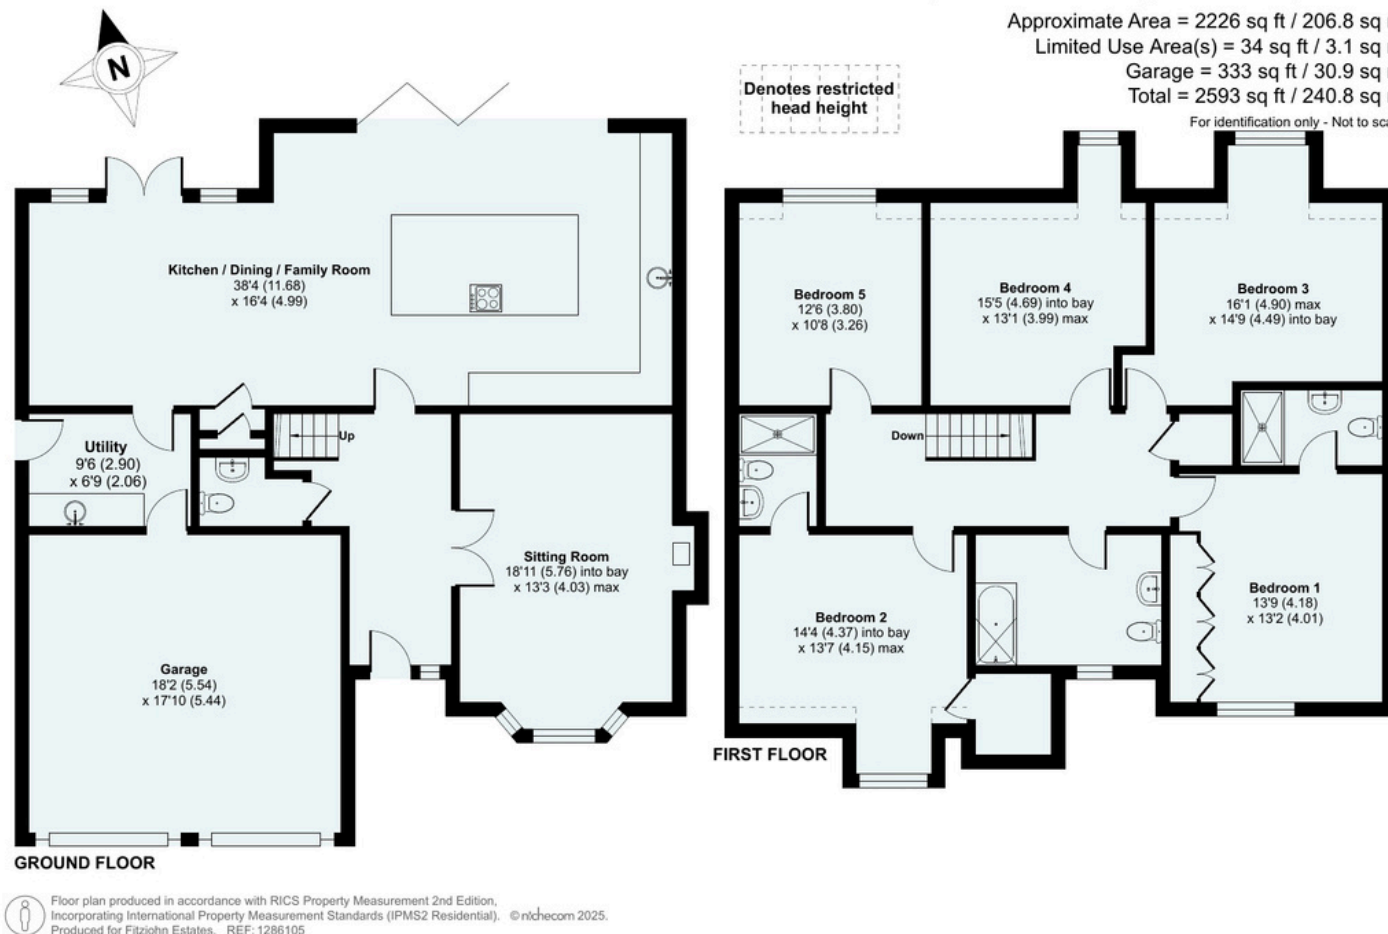 N
Approximate Area = 2226 sq ft / 206.8 sq
Limited Use Area(s) = 34 sq ft / 3.1 sq
Garage = 333 sq ft / 30.9 sq
Total = 2593 sq ft / 240.8 sq
For identification only - Not to sca
Denotes restricted
head height
Kitchen / Dining / Family Room
38'4 (11.68)
x 16'4 (4.99)
Utility
9'6 (2.90)
x 6'9 (2.06)
Up
Sitting Room
18'11 (5.76) into bay
x 13'3 (4.03) max
Garage
18'2 (5.54)
x 17'10 (5.44)
GROUND FLOOR
Bedroom 5
12'6 (3.80)
x 10'8 (3.26)
Bedroom 4
15'5 (4.69) into bay
x 13'1 (3.99) max
Bedroom 3
16'1 (4.90) max
x 14'9 (4.49) into bay
Down
Bedroom 2
14'4 (4.37) into bay
x 13'7 (4.15) max
Bedroom 1
13'9 (4.18)
x 13'2 (4.01)
FIRST FLOOR
Floor plan produced in accordance with RICS Property Measurement 2nd Edition,
Incorporating International Property Measurement Standards (IPMS2 Residential). © nichecom 2025.
Produced for Fitzjohn Estates. REF: 1286105